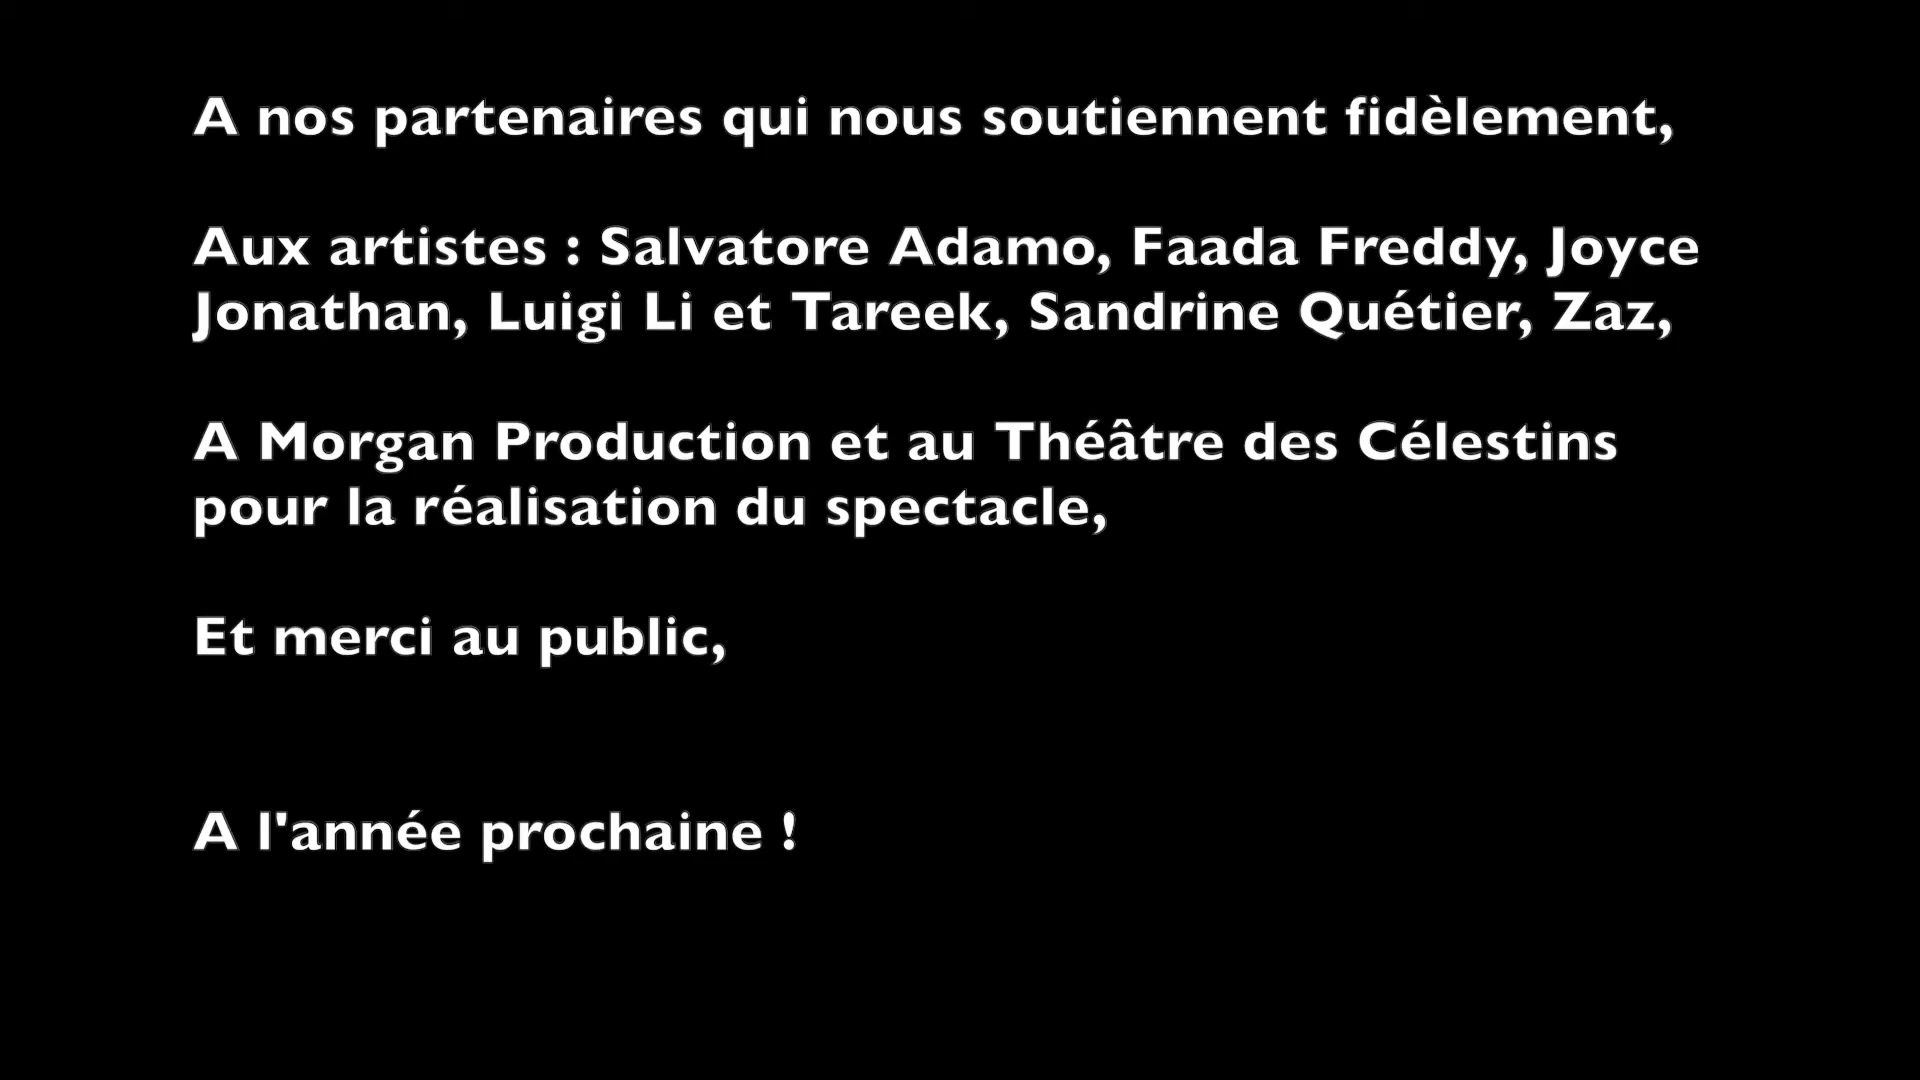 A nos partenaires qui nous soutiennent fidèlement,
Aux artistes : Salvatore Adamo, Faada Freddy, Joyce
Jonathan, Luigi Li et Tareek, Sandrine Quétier, Zaz,
A Morgan Production et au Théâtre des Célestins
pour la réalisation du spectacle,
Et merci au public,
A l'année prochaine !